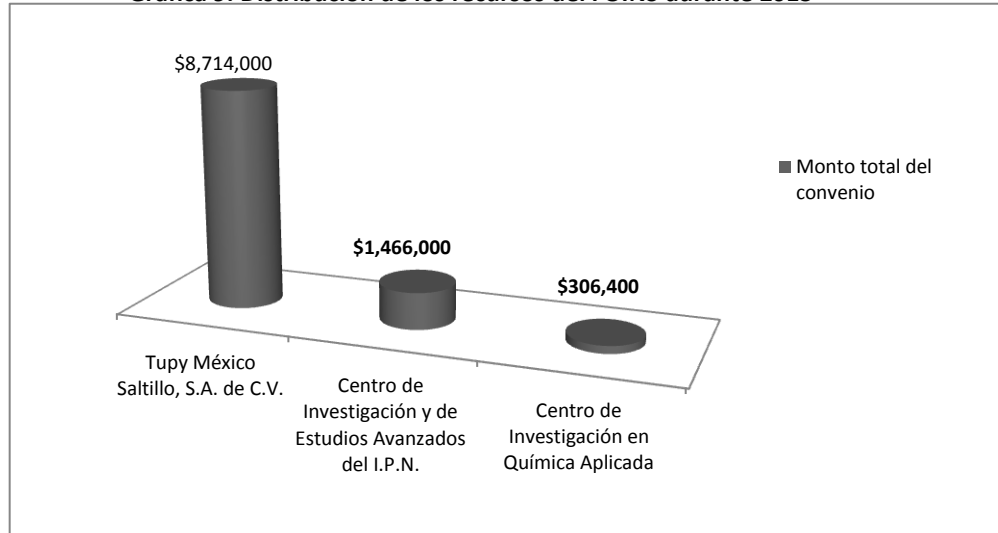 $8,714,000
$1,466,000
$306,400
Monto total del
convenio
Tupy México
Saltillo, S.A. de C.V.
Centro de
Investigación y de
Estudios Avanzados
del I.P.N.
Centro de
Investigación en
Química Aplicada